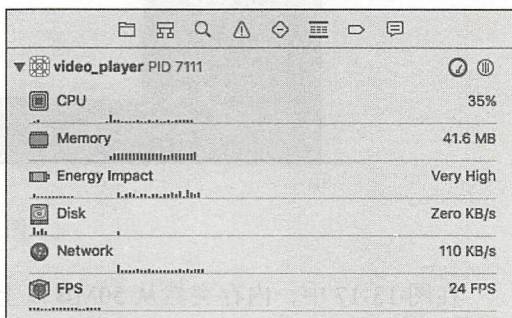 video_player PID 7111
CPU 35%
Memory 41.6 MB
Energy Impact Very High
Disk Zero KB/s
Network 110 KB/s
FPS 24 FPS